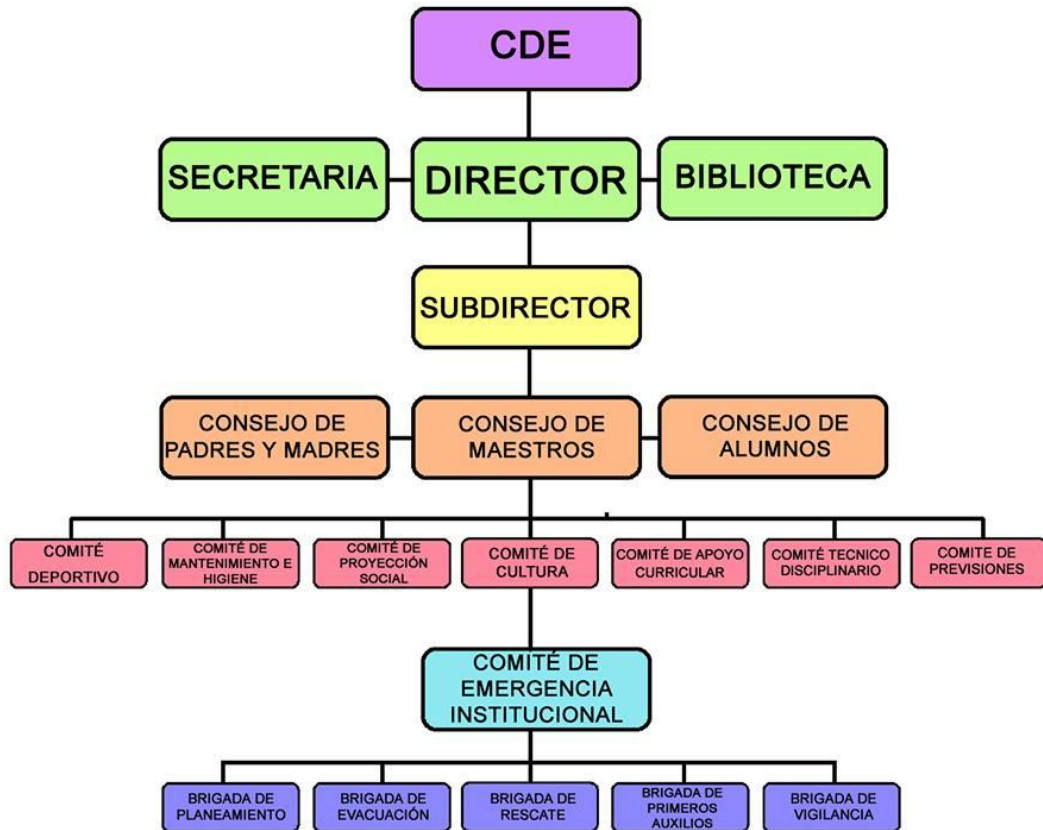 CDE
SECRETARIA
DIRECTOR
BIBLIOTECA
SUBDIRECTOR
CONSEJO DE
PADRES Y MADRES
CONSEJO DE
MAESTROS
CONSEJO DE
ALUMNOS
COMITÉ
DEPORTIVO
COMITÉ DE
MANTENIMIENTO E
HIGIENE
COMITÉ DE
PROYECCIÓN
SOCIAL
COMITÉ DE
CULTURA
COMITÉ DE APOYO
CURRICULAR
COMITÉ TECNICO
DISCIPLINARIO
COMITE DE
PREVISIONES
COMITÉ DE
EMERGENCIA
INSTITUCIONAL
BRIGADA DE
PLANEAMIENTO
BRIGADA DE
EVACUACIÓN
BRIGADA DE
RESCATE
BRIGADA DE
PRIMEROS
AUXILIOS
BRIGADA DE
VIGILANCIA